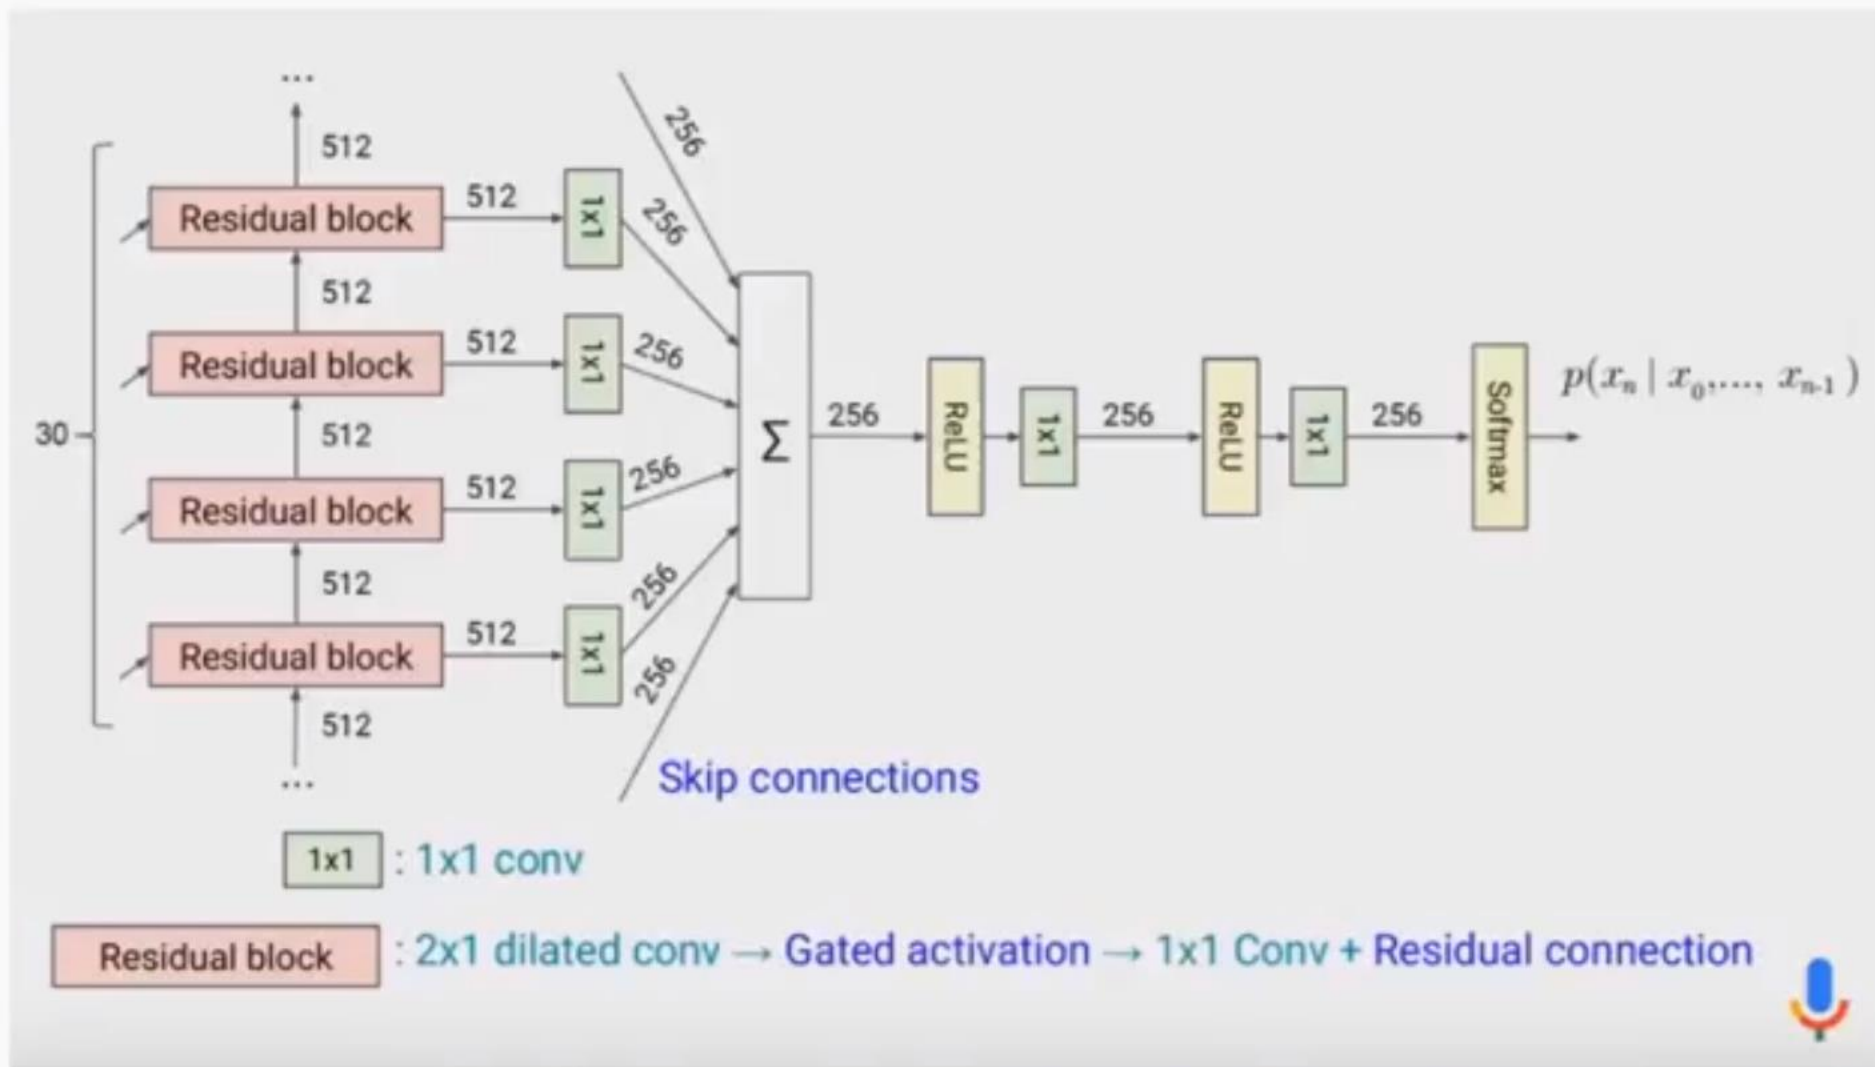 ...
512
Residual block
512
1x1
256
256
512
Residual block
512
1x1
256
512
30
Residual block
512
1x1
256
512
Residual block
512
1x1
256
256
512
...
Σ
256
ReLU
1x1
256
ReLU
1x1
256
Softmax
p(xₙ | x₀,..., xₙ₋₁)
Skip connections
1x1 : 1x1 conv
Residual block : 2x1 dilated conv → Gated activation → 1x1 Conv + Residual connection